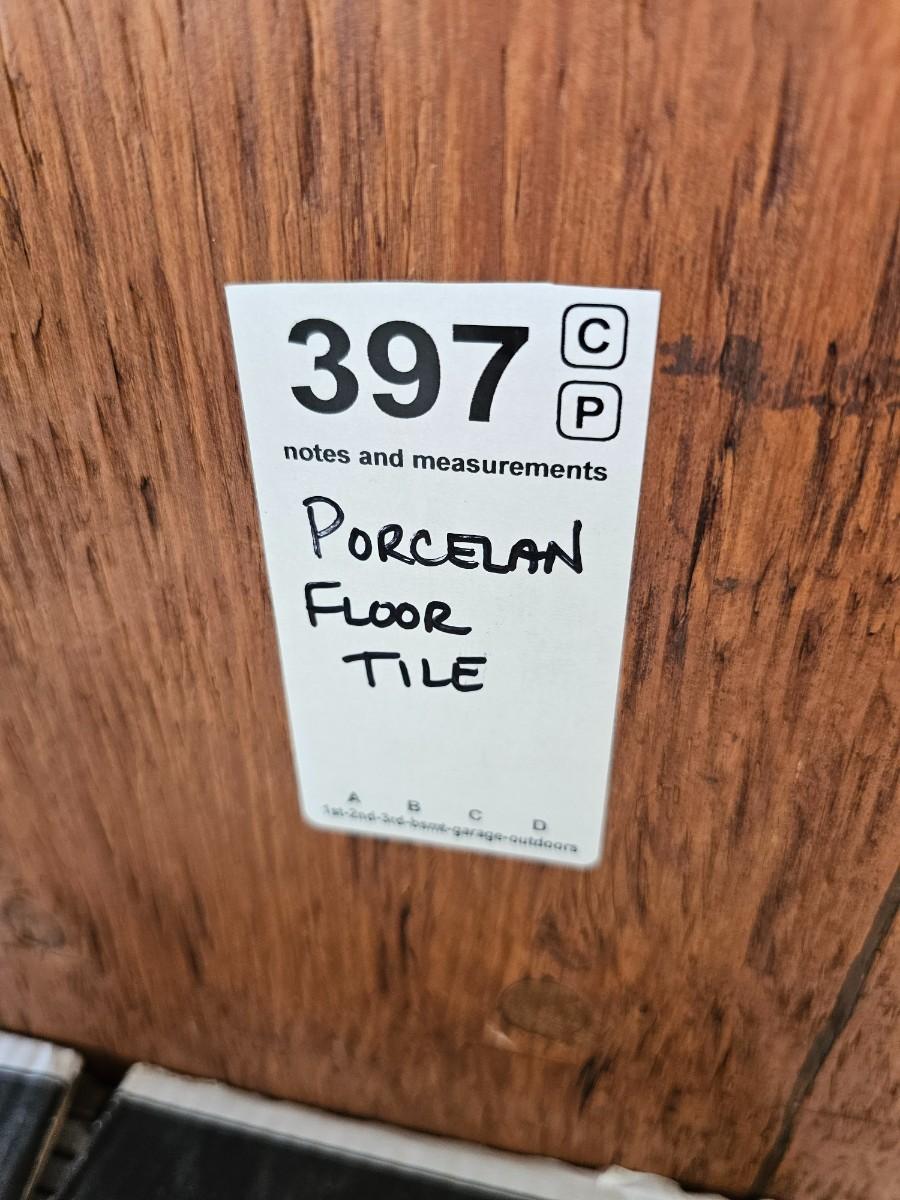 397 C
P
notes and measurements
PORCELAN
FLOOR
TILE
A B C D
1st-2nd-3rd-bsmt-garage-outdoors